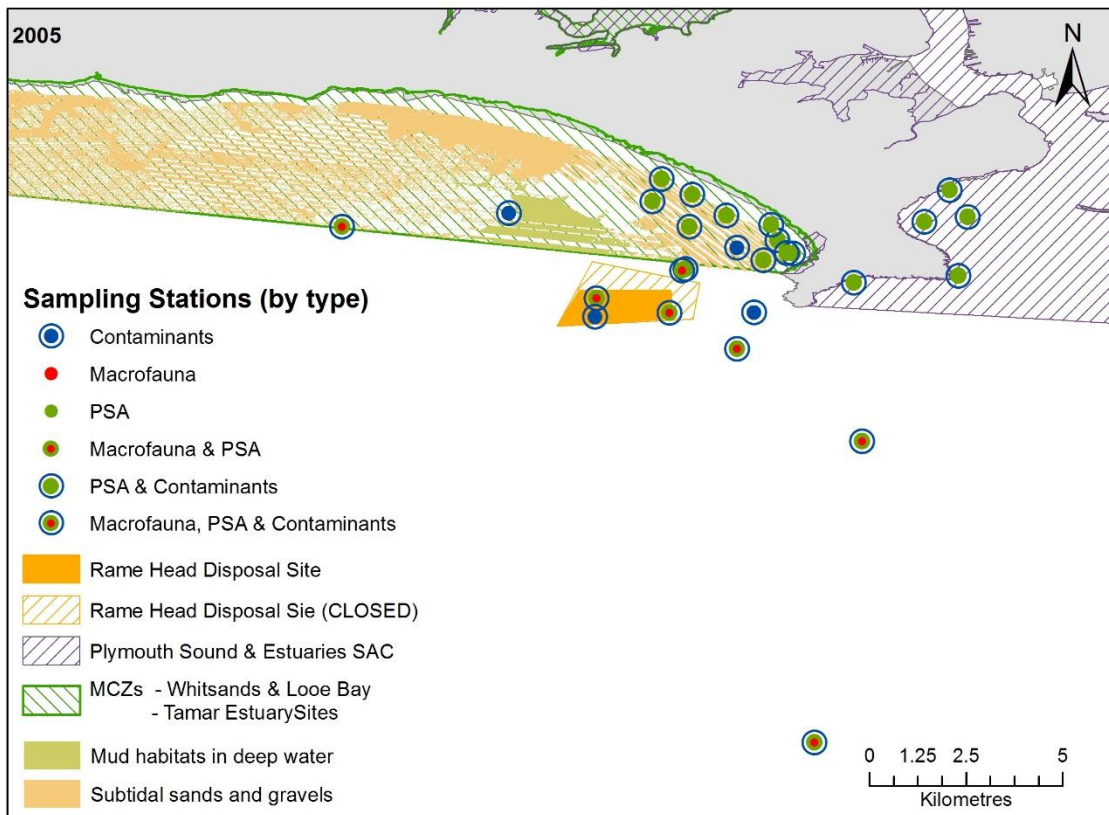 2005
N
Sampling Stations (by type)
Contaminants
Macrofauna
PSA
Macrofauna & PSA
PSA & Contaminants
Macrofauna, PSA & Contaminants
Rame Head Disposal Site
Rame Head Disposal Sie (CLOSED)
Plymouth Sound & Estuaries SAC
MCZs - Whitsands & Looe Bay
- Tamar EstuarySites
Mud habitats in deep water
Subtidal sands and gravels
0 1.25 2.5 5
Kilometres